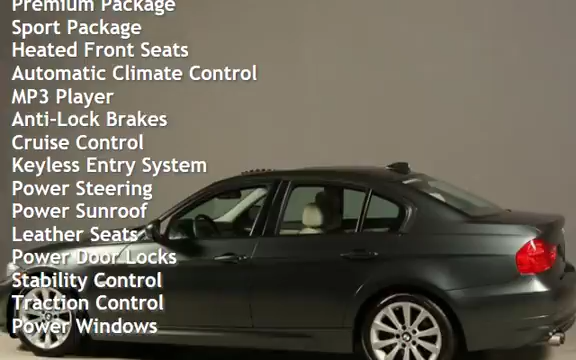 Premium Package
Sport Package
Heated Front Seats
Automatic Climate Control
MP3 Player
Anti-Lock Brakes
Cruise Control
Keyless Entry System
Power Steering
Power Sunroof
Leather Seats
Power Door Locks
Stability Control
Traction Control
Power Windows